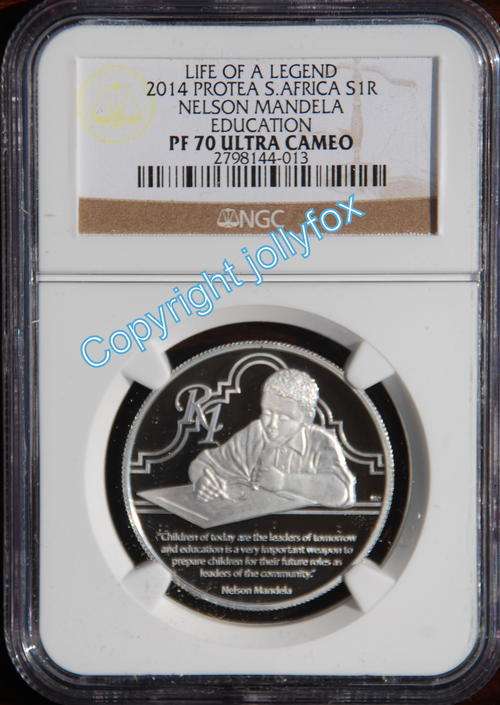 LIFE OF A LEGEND
2014 PROTEA S.AFRICA S1R
NELSON MANDELA
EDUCATION
PF 70 ULTRA CAMEO
2798144-013
NGC
Copyright jollyfox
R1
"Children of today are the leaders of tomorrow
and education is a very important weapon to
prepare children for their future roles as
leaders of the community."
Nelson Mandela